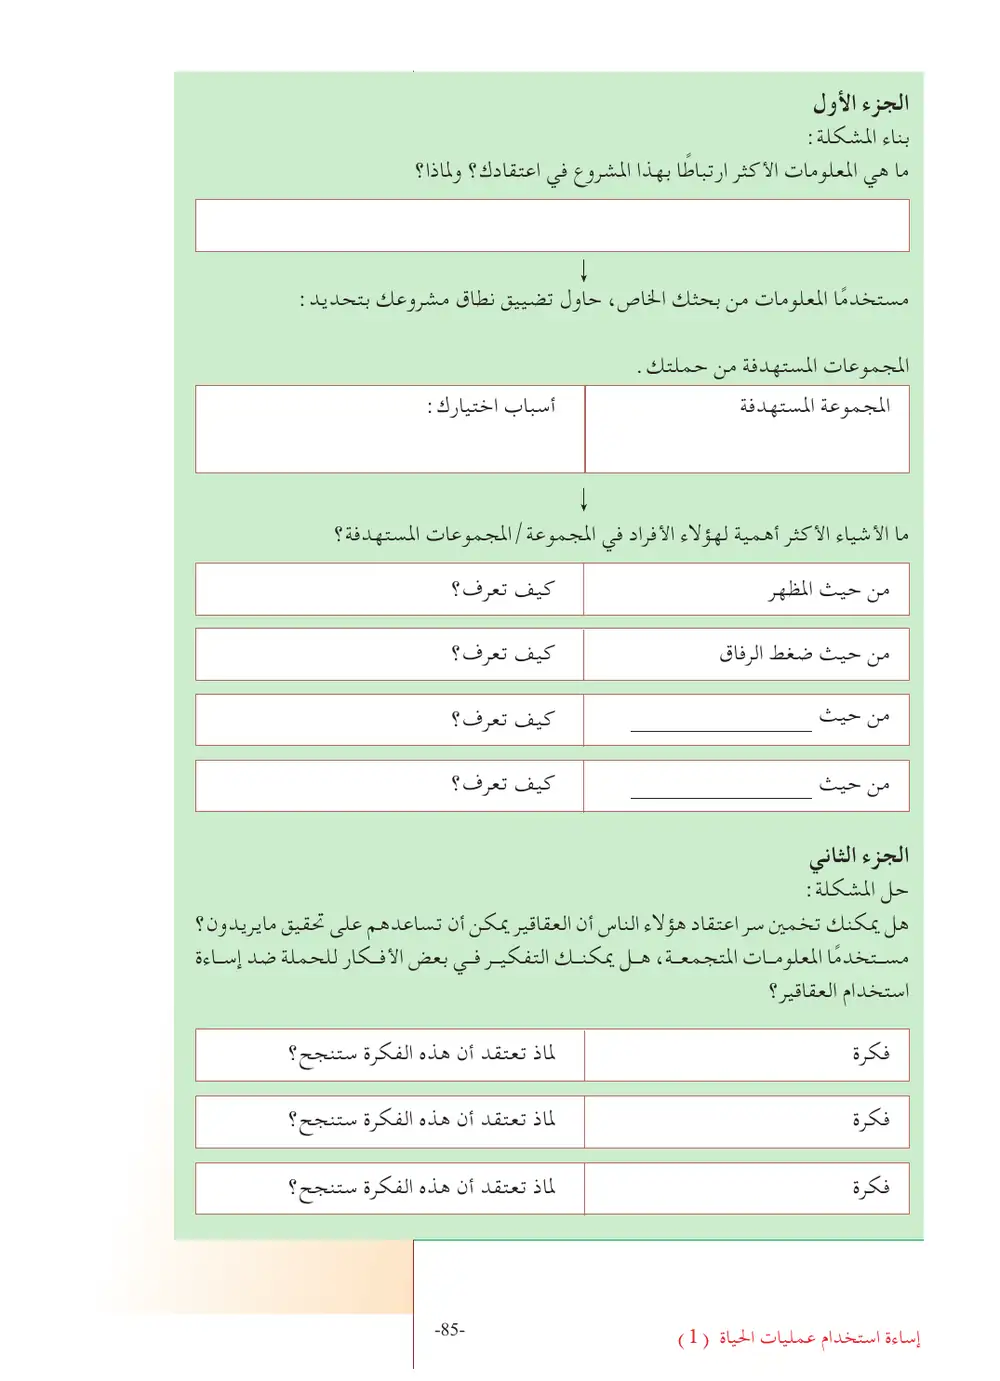 الجزء الأول
بناء المشكلة:
ما هي المعلومات الأكثر ارتباطًا بهذا المشروع في اعتقادك؟ ولماذا؟
↓
مستخدمًا المعلومات من بحثك الخاص، حاول تضييق نطاق مشروعك بتحديد:
المجموعات المستهدفة من حملتك.
المجموعة المستهدفة
أسباب اختيارك:
↓
ما الأشياء الأكثر أهمية لهؤلاء الأفراد في المجموعة/المجموعات المستهدفة؟
من حيث المظهر
كيف تعرف؟
من حيث ضغط الرفاق
كيف تعرف؟
من حيث
كيف تعرف؟
من حيث
كيف تعرف؟
الجزء الثاني
حل المشكلة:
هل يمكنك تخمين سر اعتقاد هؤلاء الناس أن العقاقير يمكن أن تساعدهم على تحقيق مايريدون؟
مستخدمًا المعلومات المتجمعة، هل يمكنك التفكير في بعض الأفكار للحملة ضد إساءة
استخدام العقاقير؟
فكرة
لماذ تعتقد أن هذه الفكرة ستنجح؟
فكرة
لماذ تعتقد أن هذه الفكرة ستنجح؟
فكرة
لماذ تعتقد أن هذه الفكرة ستنجح؟
إساءة استخدام عمليات الحياة (1)
-85-